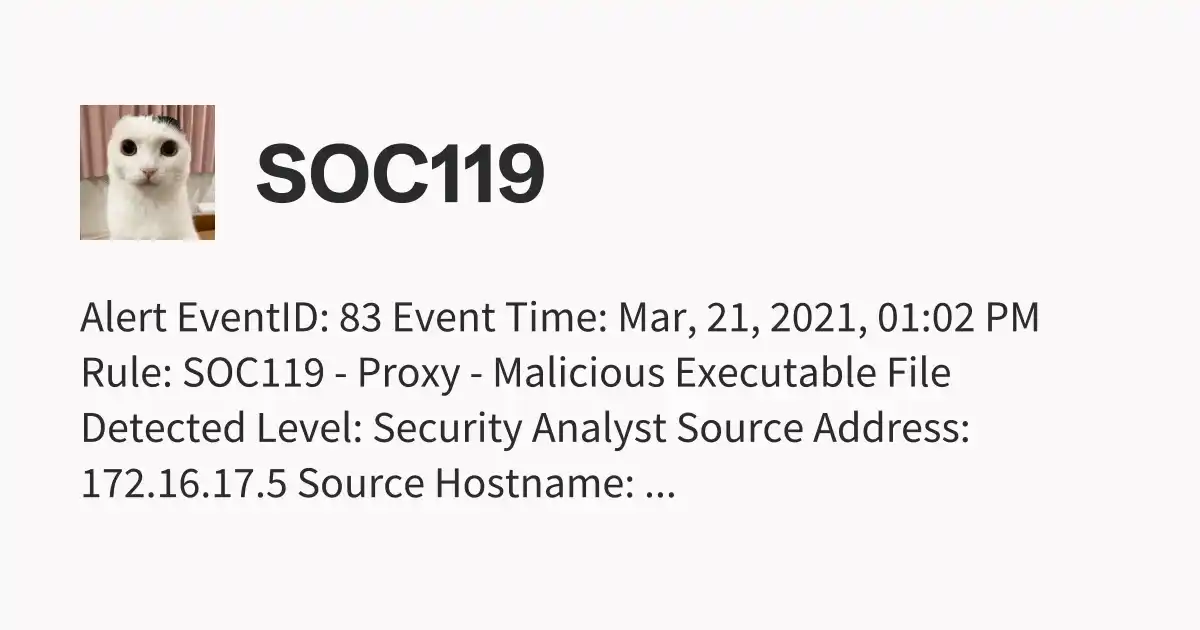 SOC119
Alert EventID: 83 Event Time: Mar, 21, 2021, 01:02 PM
Rule: SOC119 - Proxy - Malicious Executable File
Detected Level: Security Analyst Source Address:
172.16.17.5 Source Hostname: ...